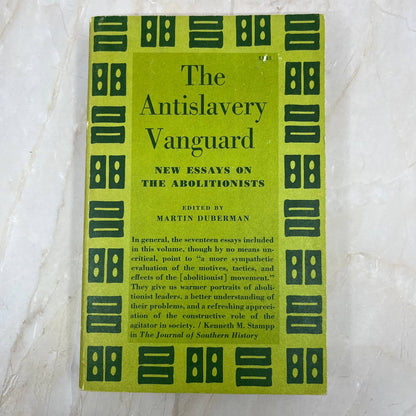 The
Antislavery
Vanguard
NEW ESSAYS ON
THE ABOLITIONISTS
EDITED BY
MARTIN DUBERMAN
In general, the seventeen essays included
in this volume, though by no means un-
critical, point to “a more sympathetic
evaluation of the motives, tactics, and
effects of the [abolitionist] movement.”
They give us warmer portraits of aboli-
tionist leaders, a better understanding of
their problems, and a refreshing appreci-
ation of the constructive role of the
agitator in society. / Kenneth M. Stampp
in The Journal of Southern History